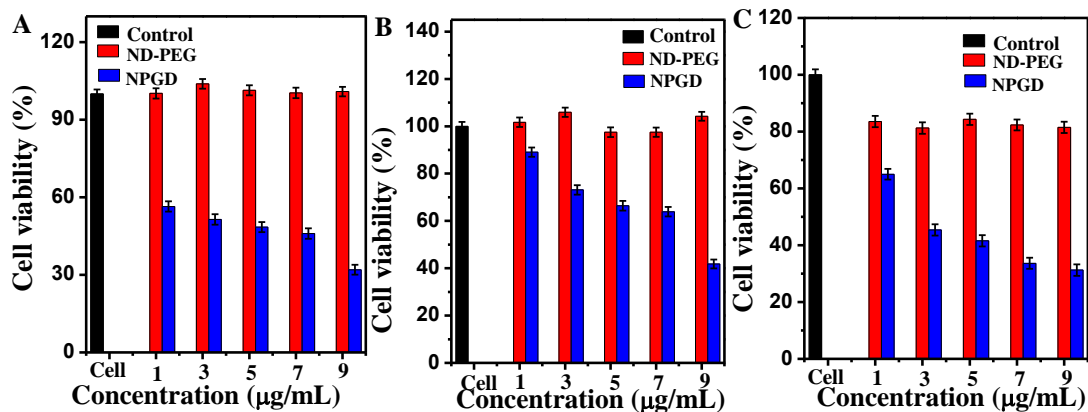 A
Cell viability (%)
120
90
60
30
0
Control
ND-PEG
NPGD
Cell 1 3 5 7 9
Concentration (μg/mL)
B
Cell viability (%)
140
120
100
80
60
40
20
0
Control
ND-PEG
NPGD
Cell 1 3 5 7 9
Concentration (μg/mL)
C
Cell viability (%)
120
100
80
60
40
20
0
Control
ND-PEG
NPGD
Cell 1 3 5 7 9
Concentration (μg/mL)